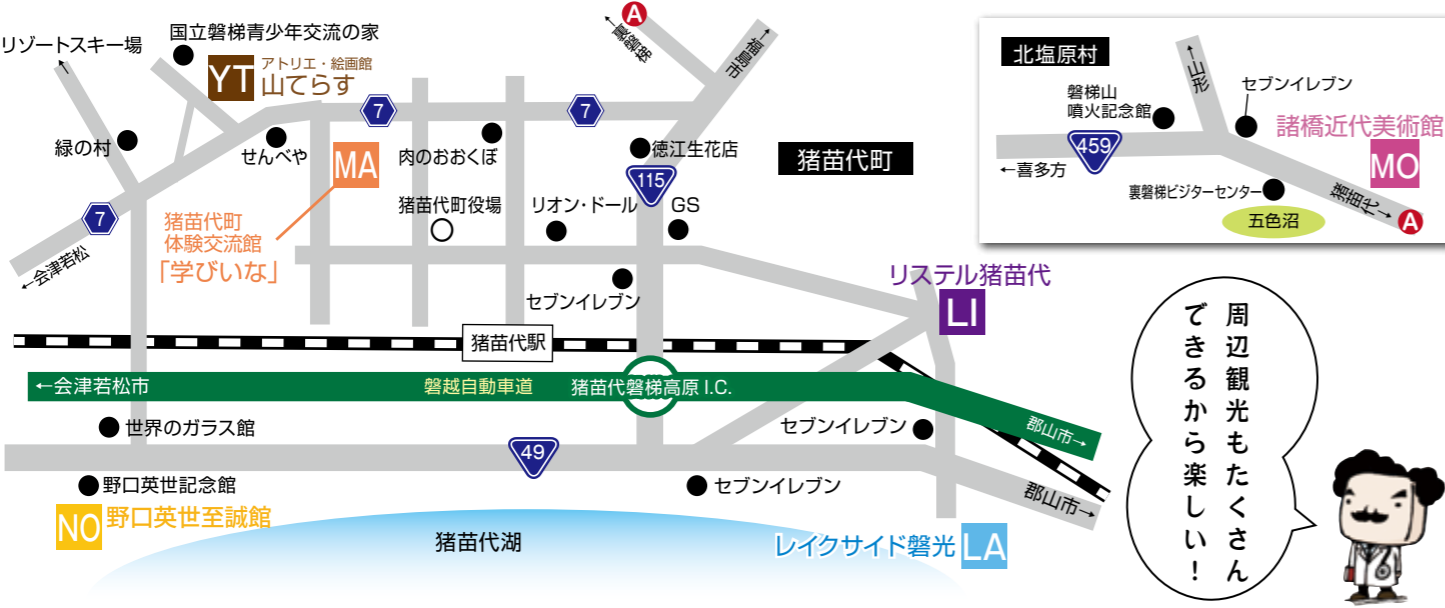 国立磐梯青少年交流の家
リゾートスキー場
YT
アトリエ・絵画館
山てらす
A
←裏磐梯
福島市→
7
7
緑の村
せんべや
MA
肉のおおくぼ
徳江生花店
猪苗代町
115
7
猪苗代町
体験交流館
「学びいな」
猪苗代町役場
リオン・ドール
GS
←会津若松
セブンイレブン
リステル猪苗代
LI
猪苗代駅
←会津若松市
磐越自動車道
猪苗代磐梯高原 I.C.
郡山市→
世界のガラス館
セブンイレブン
49
野口英世記念館
セブンイレブン
郡山市→
NO
野口英世至誠館
猪苗代湖
レイクサイド磐光
LA
北塩原村
←山形
セブンイレブン
磐梯山
噴火記念館
諸橋近代美術館
MO
459
←喜多方
裏磐梯ビジターセンター
猪苗代→
五色沼
A
周辺観光もたくさん
できるから楽しい!